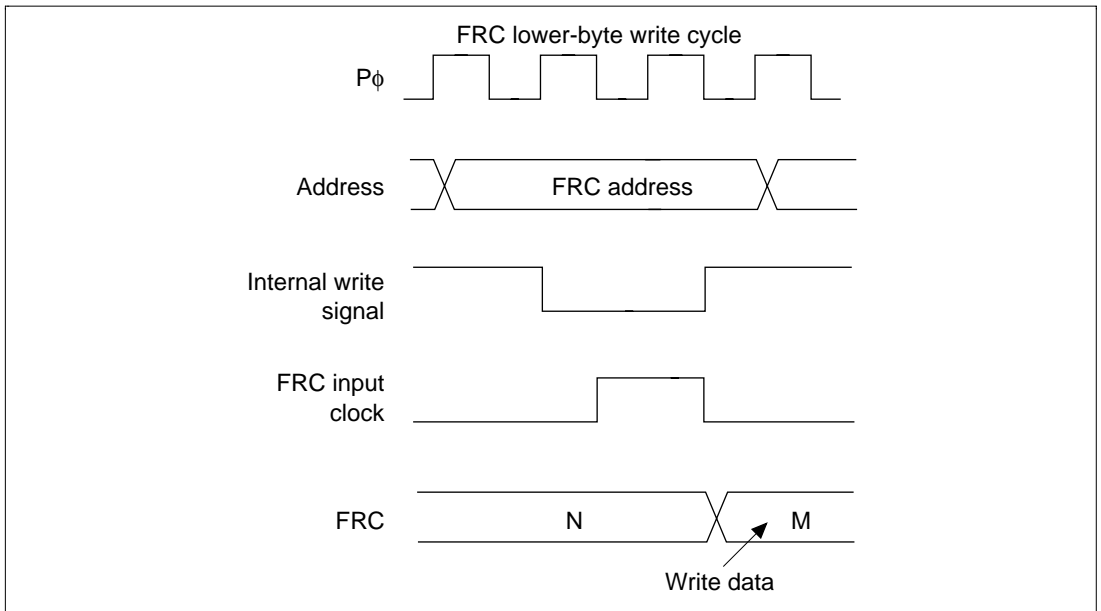 FRC lower-byte write cycle
Pϕ
Address
FRC address
Internal write
signal
FRC input
clock
FRC
N
M
Write data